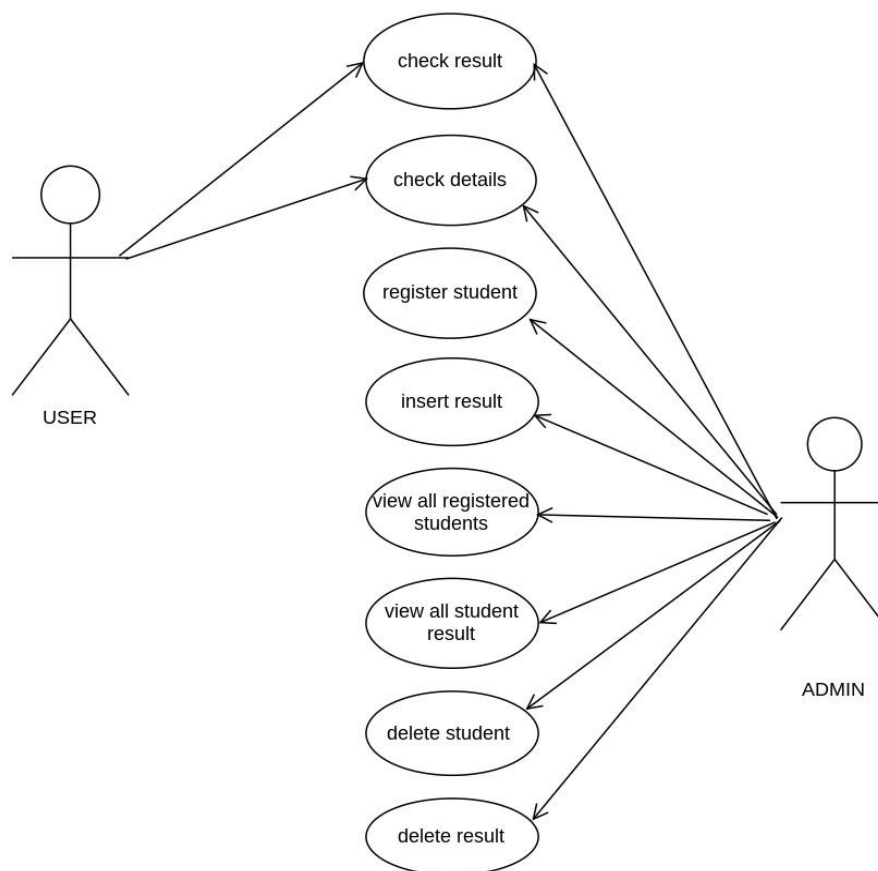 check result
check details
register student
insert result
USER
view all registered
students
view all student
result
ADMIN
delete student
delete result